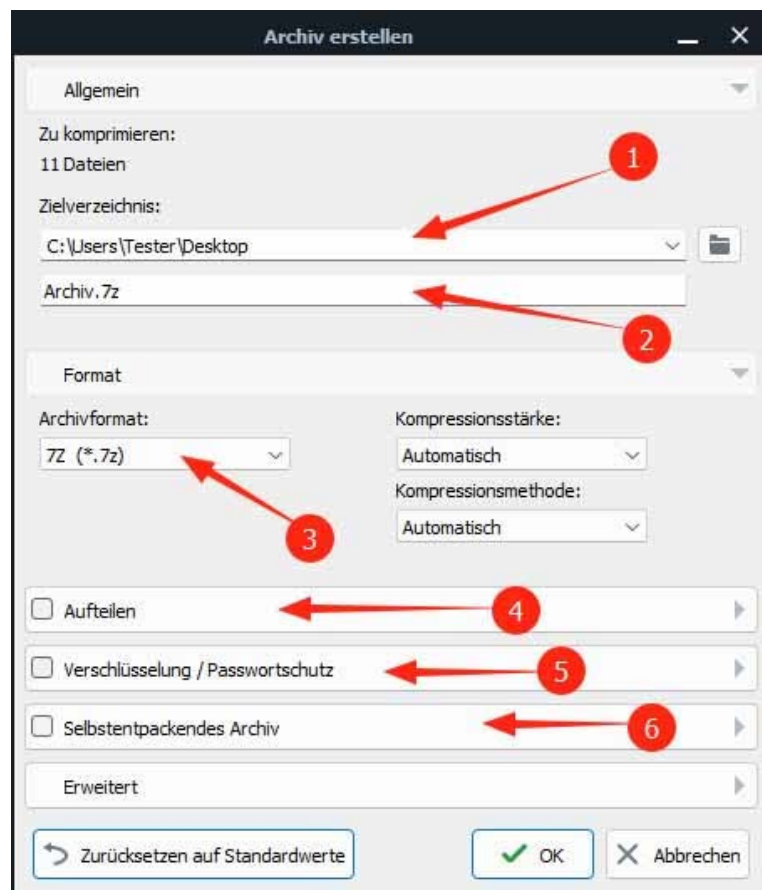 Archiv erstellen
Allgemein
Zu komprimieren:
11 Dateien
1
Zielverzeichnis:
C:\Users\Tester\Desktop
Archiv.7z
2
Format
Archivformat:
Kompressionsstärke:
7Z (*.7z)
Automatisch
Kompressionsmethode:
3
Automatisch
Aufteilen
4
Verschlüsselung / Passwortschutz
5
Selbstentpackendes Archiv
6
Erweitert
Zurücksetzen auf Standardwerte
OK
Abbrechen